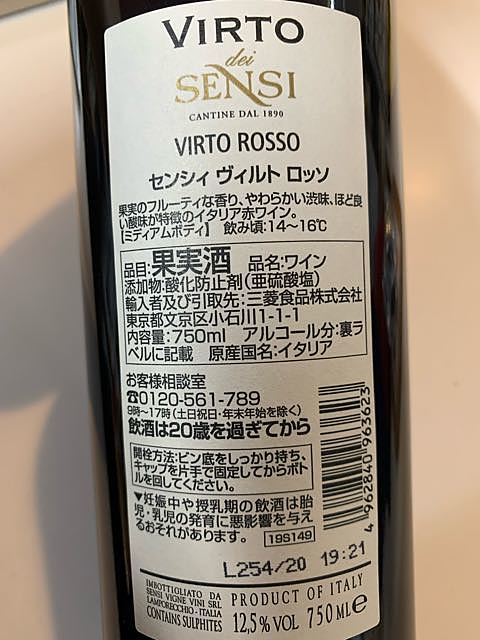 VIRTO
dei
SENSI
CANTINE DAL 1890
VIRTO ROSSO
センシィ ヴィルト ロッソ
果実のフルーティな香り、やわらかい渋味、ほど良
い酸味が特徴のイタリア赤ワイン。
【ミディアムボディ】 飲み頃:14~16℃
品目:果実酒 品名:ワイン
添加物:酸化防止剤(亜硫酸塩)
輸入者及び引取先:三菱食品株式会社
東京都文京区小石川1-1-1
内容量:750ml アルコール分:裏ラ
ベルに記載 原産国名:イタリア
お客様相談室
☎0120-561-789
9時~17時(土日祝日・年末年始を除く)
飲酒は20歳を過ぎてから
開栓方法:ビン底をしっかり持ち、
キャップを片手で固定してからボト
ルを回してください。
▼妊娠中や授乳期の飲酒は胎
児・乳児の発育に悪影響を与え
るおそれがあります。
19S149
4 962840 963623
L254/20 19:21
IMBOTTIGLIATO DA
SENSI VIGNE VINI SRL
LAMPORECCHIO - ITALIA
CONTAINS SULPHITES
PRODUCT OF ITALY
12,5% VOL 750 ML e